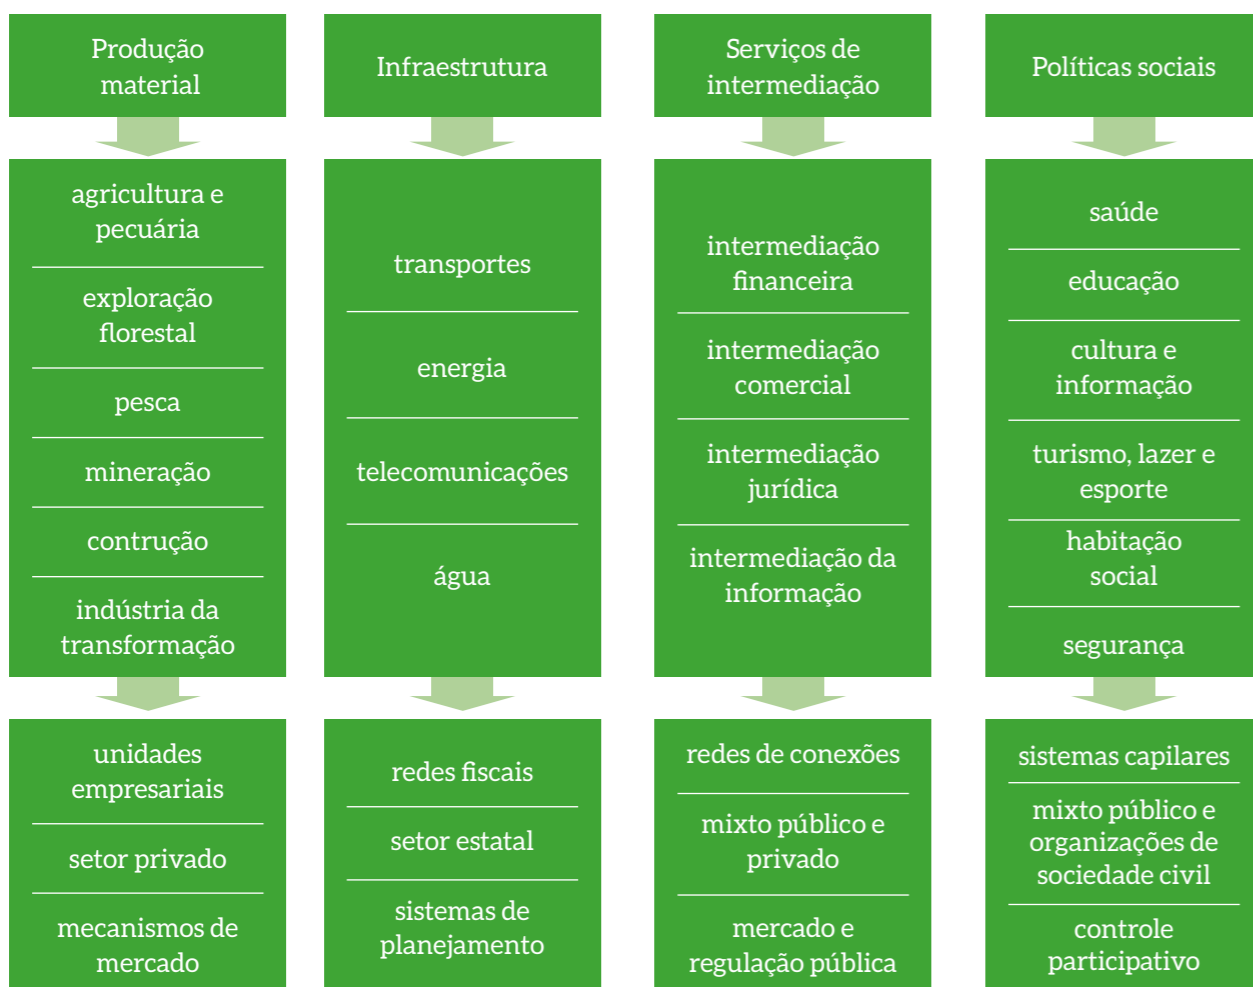 Produção
material
agricultura e
pecuária
exploração
florestal
pesca
mineração
contrução
indústria da
transformação
unidades
empresariais
setor privado
mecanismos de
mercado
Infraestrutura
transportes
energia
telecomunicações
água
redes fiscais
setor estatal
sistemas de
planejamento
Serviços de
intermediação
intermediação
financeira
intermediação
comercial
intermediação
jurídica
intermediação da
informação
redes de conexões
mixto público e
privado
mercado e
regulação pública
Políticas sociais
saúde
educação
cultura e
informação
turismo, lazer e
esporte
habitação
social
segurança
sistemas capilares
mixto público e
organizações de
sociedade civil
controle
participativo